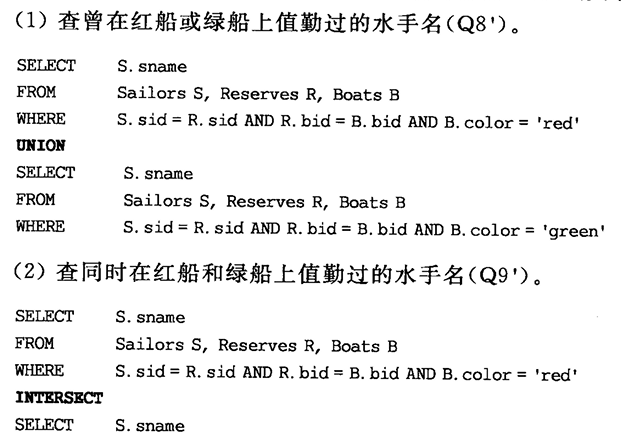 (1) 查曾在红船或绿船上值勤过的水手名(Q8')。
SELECT S.sname
FROM Sailors S, Reserves R, Boats B
WHERE S.sid = R.sid AND R.bid = B.bid AND B.color = 'red'
UNION
SELECT S.sname
FROM Sailors S, Reserves R, Boats B
WHERE S.sid = R.sid AND R.bid = B.bid AND B.color = 'green'
(2) 查同时在红船和绿船上值勤过的水手名(Q9')。
SELECT S.sname
FROM Sailors S, Reserves R, Boats B
WHERE S.sid = R.sid AND R.bid = B.bid AND B.color = 'red'
INTERSECT
SELECT S.sname